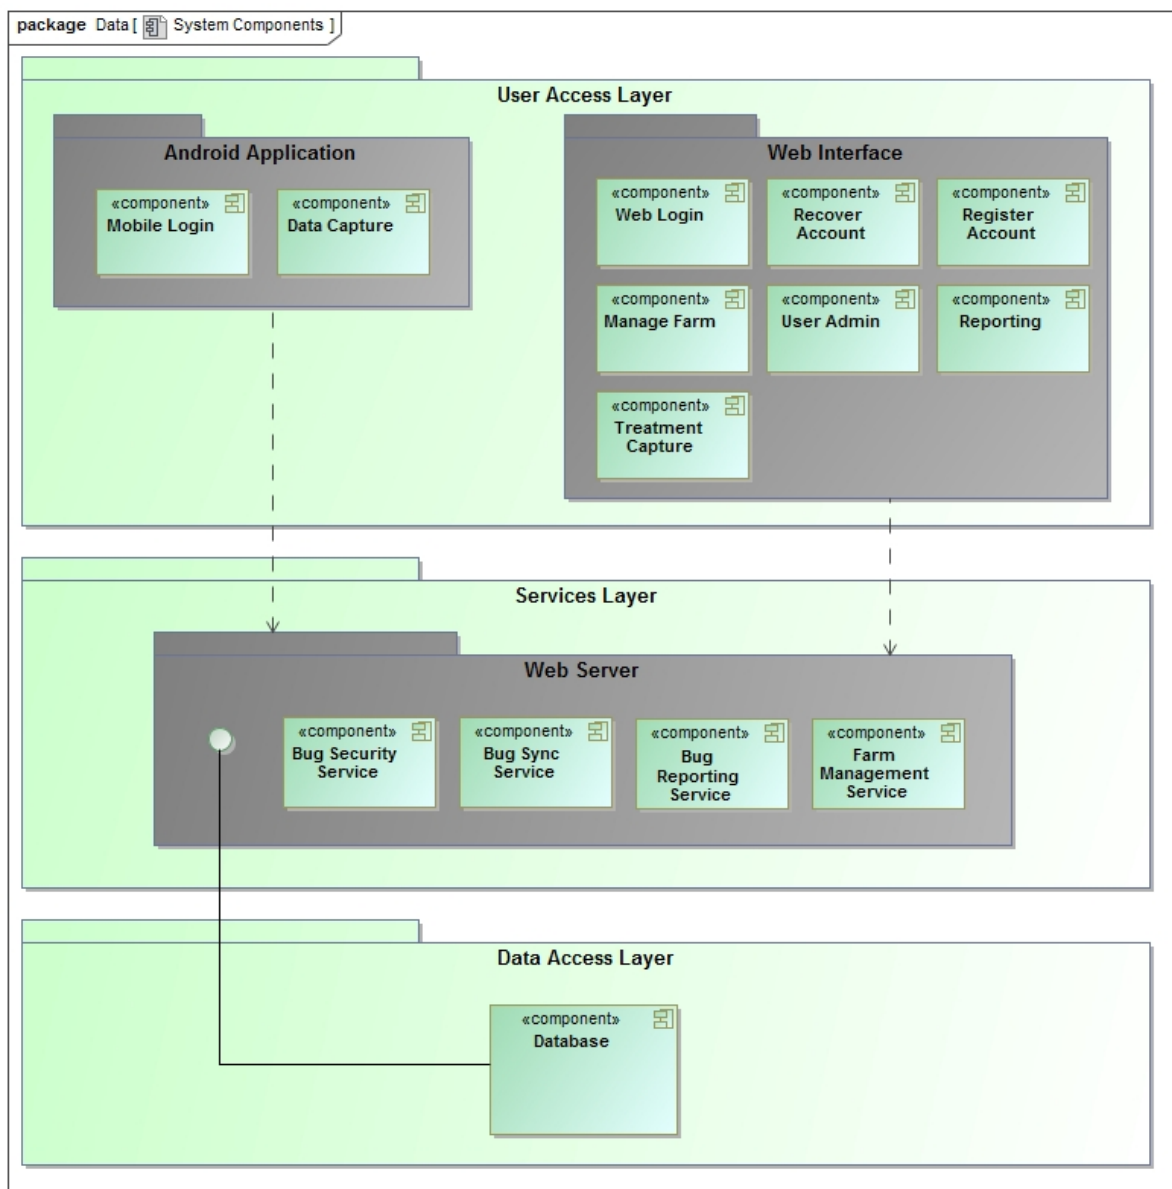 package Data [ System Components ]
User Access Layer
Android Application
«component»
Mobile Login
«component»
Data Capture
Web Interface
«component»
Web Login
«component»
Recover
Account
«component»
Register
Account
«component»
Manage Farm
«component»
User Admin
«component»
Reporting
«component»
Treatment
Capture
Services Layer
Web Server
«component»
Bug Security
Service
«component»
Bug Sync
Service
«component»
Bug
Reporting
Service
«component»
Farm
Management
Service
Data Access Layer
«component»
Database